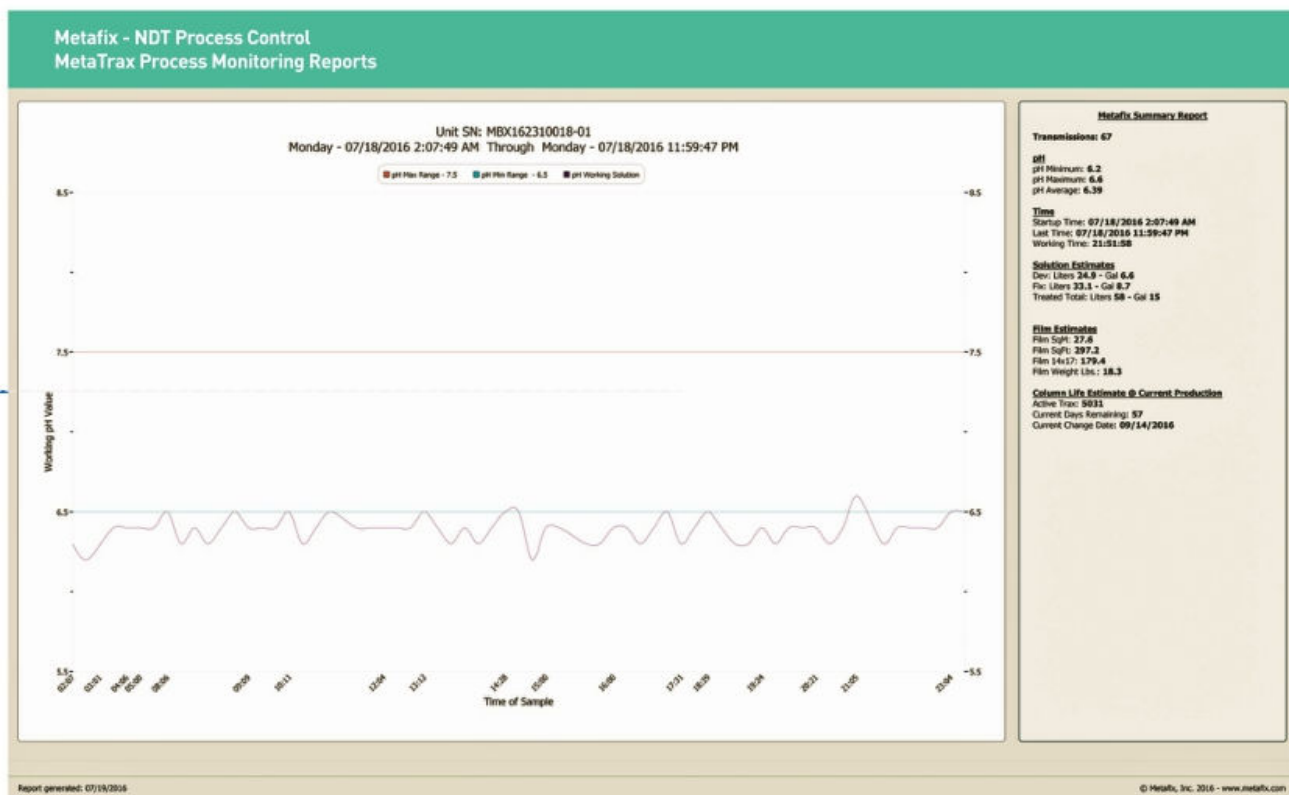 Metafix - NDT Process Control
MetaTrax Process Monitoring Reports
Unit SN: MBX162310018-01
Monday - 07/18/2016 2:07:49 AM Through Monday - 07/18/2016 11:59:47 PM
pH Max Range - 7.5 pH Min Range - 6.5 pH Working Solution
8.5 8.5
7.5 7.5
6.5 6.5
5.5 5.5
Working pH Value
02:07 03:01 04:06 05:00 08:06 09:09 10:11 12:04 13:12 14:28 15:00 16:00 17:31 18:39 19:24 20:21 21:05 23:04
Time of Sample
Metafix Summary Report
Transmissions: 67
pH
pH Minimum: 6.2
pH Maximum: 6.6
pH Average: 6.39
Time
Startup Time: 07/18/2016 2:07:49 AM
Last Time: 07/18/2016 11:59:47 PM
Working Time: 21:51:58
Solution Estimates
Dev: Liters 24.9 - Gal 6.6
Fix: Liters 33.1 - Gal 8.7
Treated Total: Liters 58 - Gal 15
Film Estimates
Film SqM: 27.6
Film SqFt: 297.2
Film 14x17: 179.4
Film Weight Lbs.: 18.3
Column Life Estimate @ Current Production
Active Trax: 5031
Current Days Remaining: 57
Current Change Date: 09/14/2016
Report generated: 07/19/2016
© Metafix, Inc. 2016 - www.metafix.com